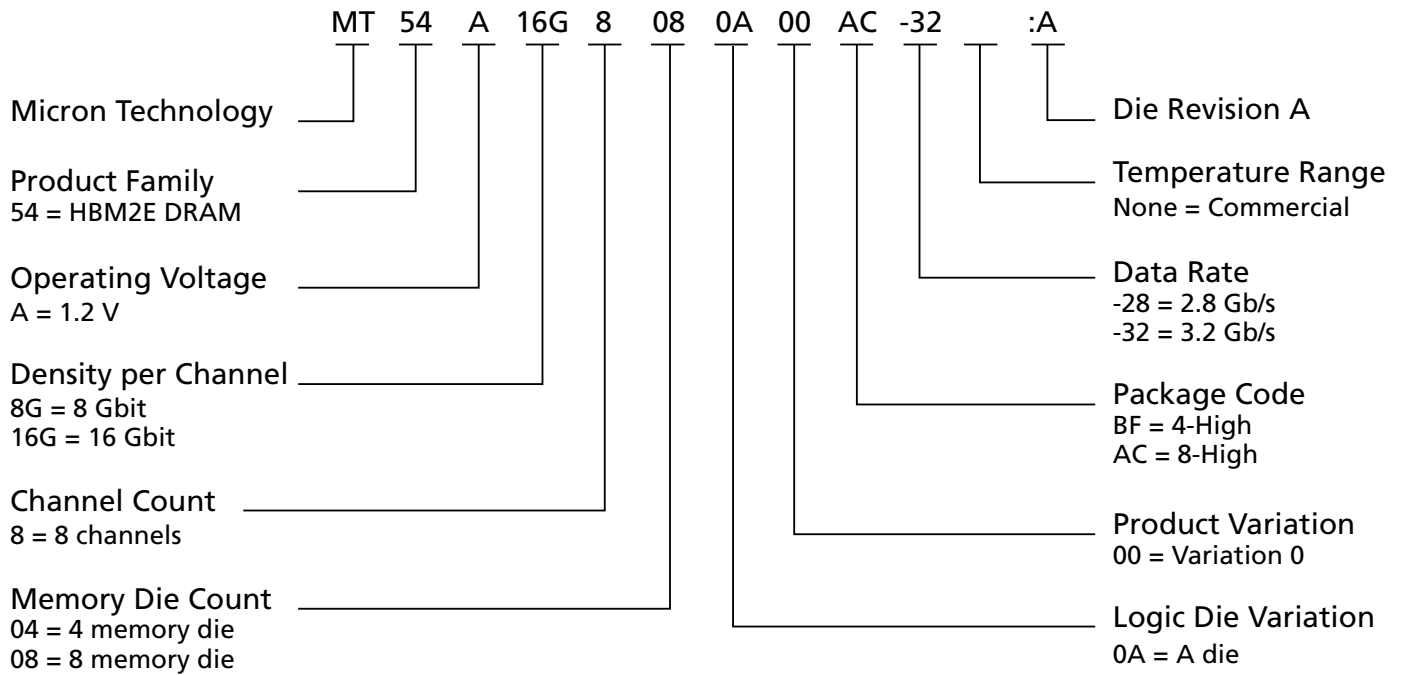 MT 54 A 16G 8 08 0A 00 AC -32 :A
Micron Technology
Product Family
54 = HBM2E DRAM
Operating Voltage
A = 1.2 V
Density per Channel
8G = 8 Gbit
16G = 16 Gbit
Channel Count
8 = 8 channels
Memory Die Count
04 = 4 memory die
08 = 8 memory die
Die Revision A
Temperature Range
None = Commercial
Data Rate
-28 = 2.8 Gb/s
-32 = 3.2 Gb/s
Package Code
BF = 4-High
AC = 8-High
Product Variation
00 = Variation 0
Logic Die Variation
0A = A die